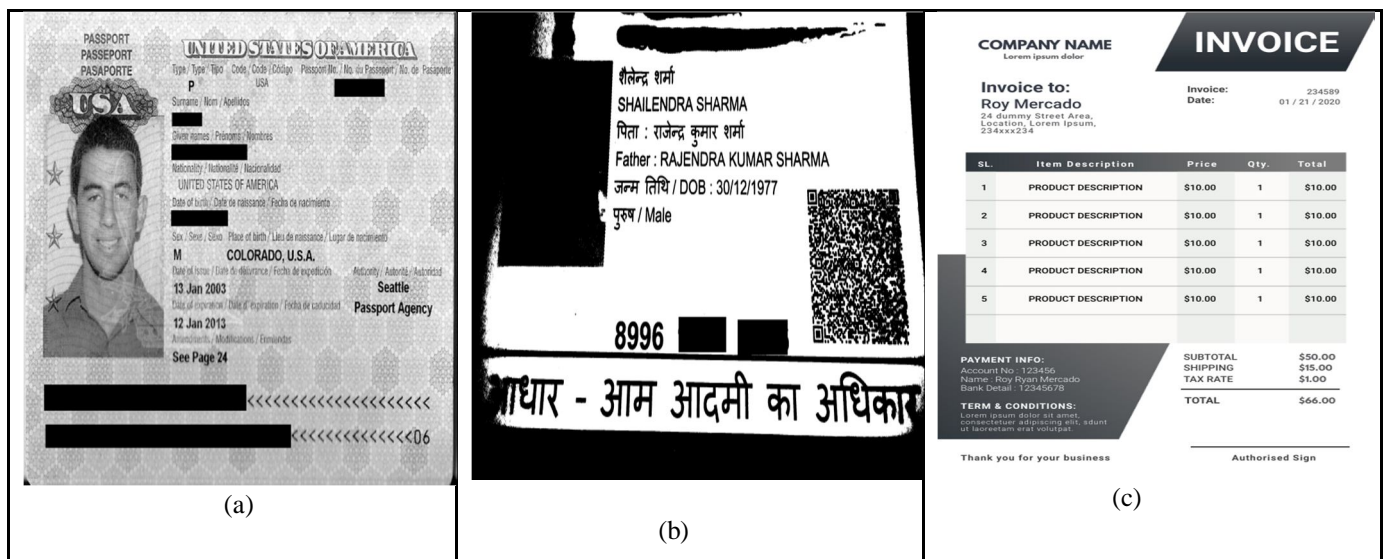 PASSPORT
PASSEPORT
PASAPORTE
UNITED STATES OF AMERICA
Type / Type / Tipo Code / Code / Código Passport No. / No. du Passeport / No. de Pasaporte
P USA
USA
Surname / Nom / Apellidos
Given names / Prénoms / Nombres
Nationality / Nationalité / Nacionalidad
UNITED STATES OF AMERICA
Date of birth / Date de naissance / Fecha de nacimiento
Sex / Sexe / Sexo Place of birth / Lieu de naissance / Lugar de nacimiento
M COLORADO, U.S.A.
Date of issue / Date de délivrance / Fecha de expedición Authority / Autorité / Autoridad
13 Jan 2003 Seattle
Date of expiration / Date d'expiration / Fecha de caducidad Passport Agency
12 Jan 2013
Amendments / Modifications / Enmiendas
See Page 24
<<<<<<<<<<<<<<<<<<<<<<
<<<<<<<<<<<<<<<<06
(a)
शैलेन्द्र शर्मा
SHAILENDRA SHARMA
पिता : राजेन्द्र कुमार शर्मा
Father : RAJENDRA KUMAR SHARMA
जन्म तिथि / DOB : 30/12/1977
पुरुष / Male
8996
आधार - आम आदमी का अधिकार
(b)
COMPANY NAME
Lorem ipsum dolor
INVOICE
Invoice to:
Roy Mercado
24 dummy Street Area,
Location, Lorem Ipsum,
234xxx234
Invoice: 234589
Date: 01 / 21 / 2020
SL. Item Description Price Qty. Total
1 PRODUCT DESCRIPTION $10.00 1 $10.00
2 PRODUCT DESCRIPTION $10.00 1 $10.00
3 PRODUCT DESCRIPTION $10.00 1 $10.00
4 PRODUCT DESCRIPTION $10.00 1 $10.00
5 PRODUCT DESCRIPTION $10.00 1 $10.00
SUBTOTAL $50.00
SHIPPING $15.00
TAX RATE $1.00
TOTAL $66.00
PAYMENT INFO:
Account No : 123456
Name : Roy Ryan Mercado
Bank Detail : 12345678
TERM & CONDITIONS:
Lorem ipsum dolor sit amet,
consectetuer adipiscing elit, sdunt
ut laoreetam erat volutpat.
Thank you for your business
Authorised Sign
(c)